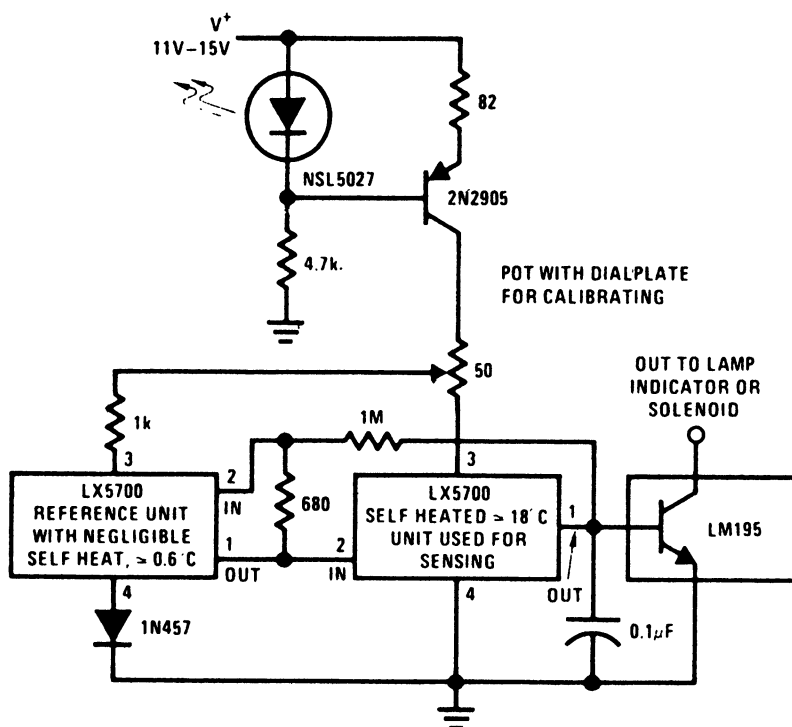 V+
11V–15V
82
NSL5027
2N2905
4.7k.
POT WITH DIALPLATE
FOR CALIBRATING
50
OUT TO LAMP
INDICATOR OR
SOLENOID
1k
1M
3
2
IN
LX5700
REFERENCE UNIT
WITH NEGLIGIBLE
SELF HEAT, ≃ 0.6°C
1
OUT
4
680
3
2
IN
LX5700
SELF HEATED ≃ 18°C
UNIT USED FOR
SENSING
1
OUT
4
LM195
1N457
0.1µF